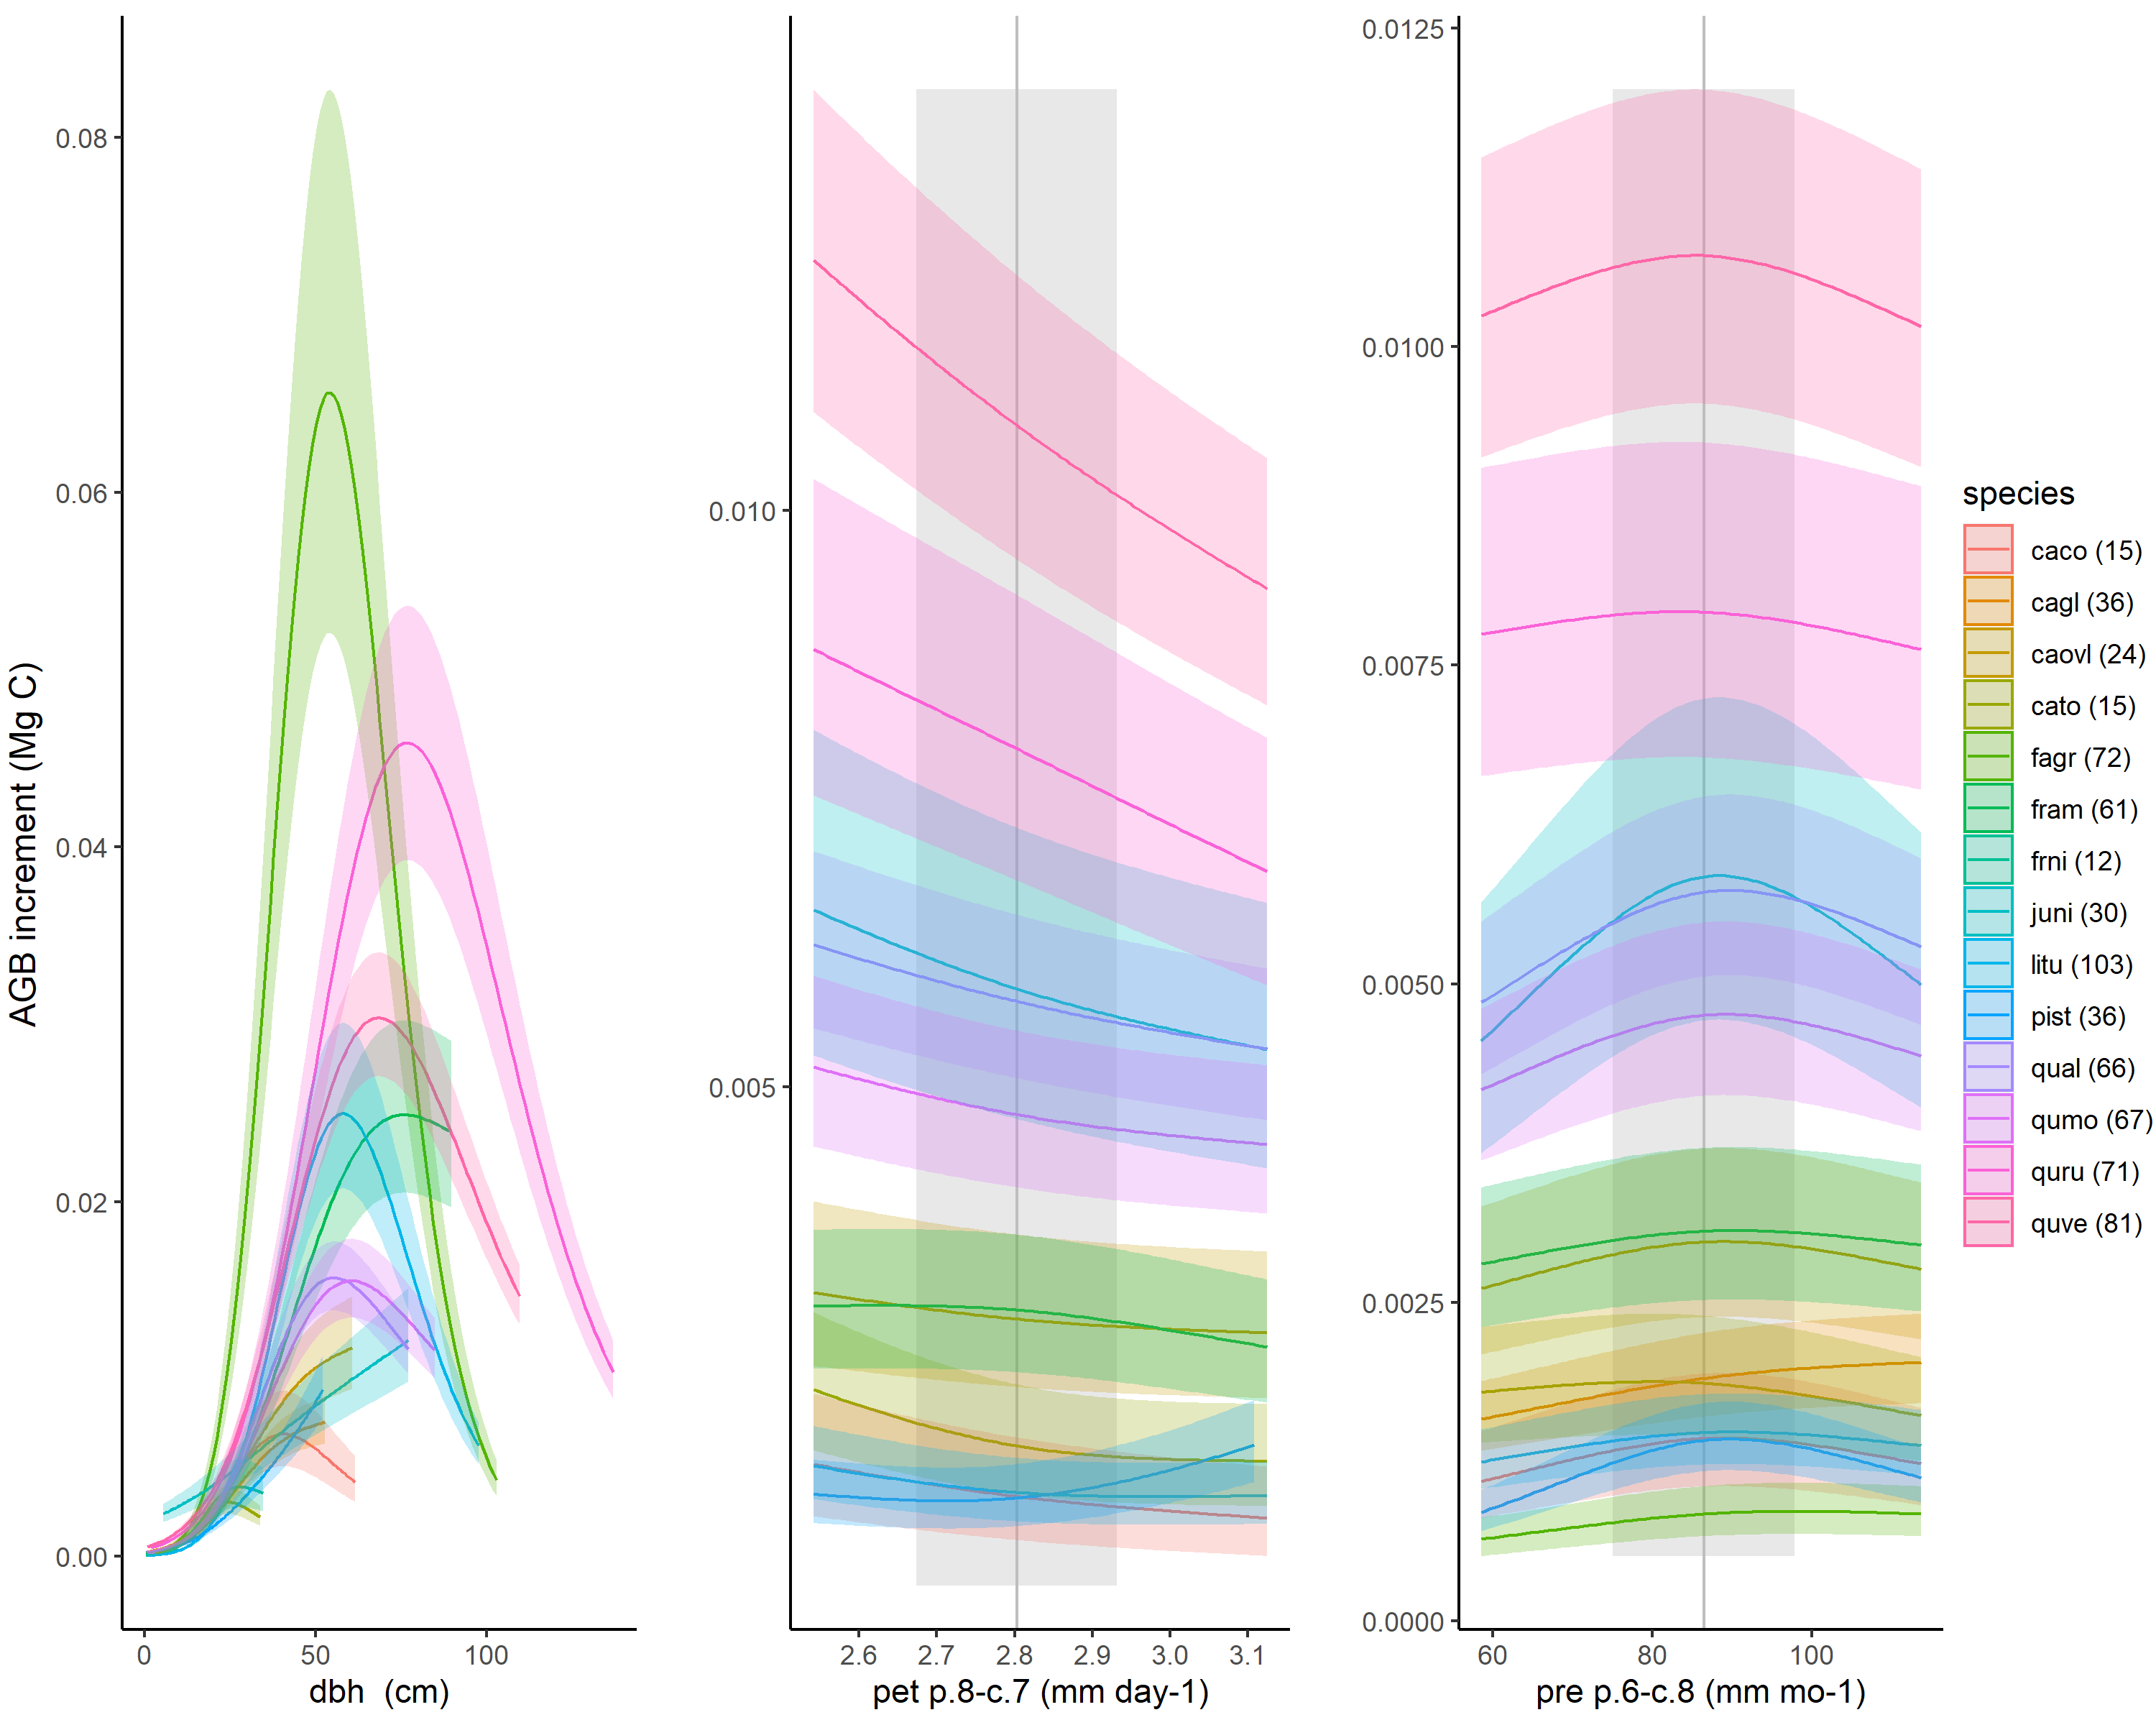 AGB increment (Mg C)
0.08
0.06
0.04
0.02
0.00
0
50
100
dbh  (cm)
0.010
0.005
2.6
2.7
2.8
2.9
3.0
3.1
pet p.8-c.7 (mm day-1)
0.0125
0.0100
0.0075
0.0050
0.0025
0.0000
60
80
100
pre p.6-c.8 (mm mo-1)
species
caco (15)
cagl (36)
caovl (24)
cato (15)
fagr (72)
fram (61)
frni (12)
juni (30)
litu (103)
pist (36)
qual (66)
qumo (67)
quru (71)
quve (81)